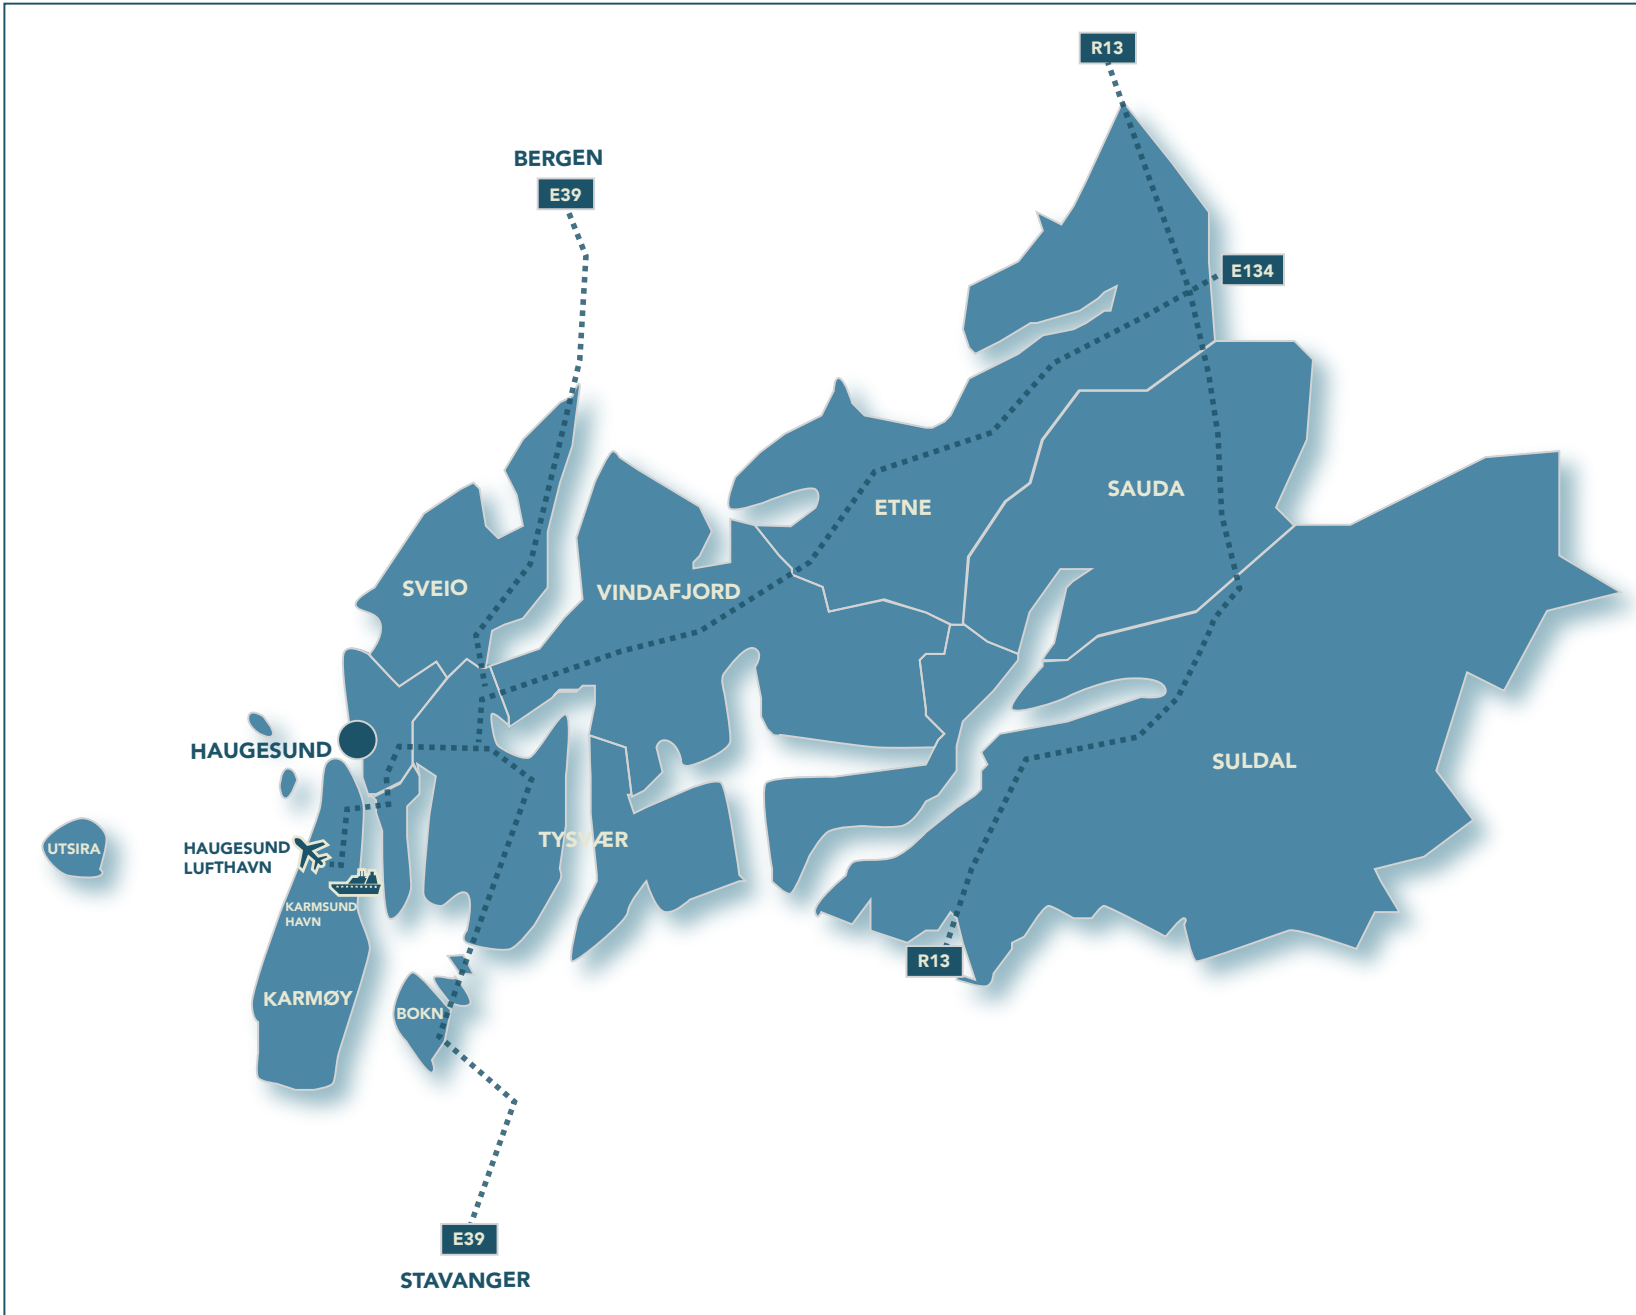 R13
BERGEN
E39
E134
SAUDA
ETNE
SVEIO
VINDAFJORD
HAUGESUND
SULDAL
UTSIRA
HAUGESUND
LUFTHAVN
TYSVÆR
KARMSUND
HAVN
R13
KARMØY
BOKN
E39
STAVANGER